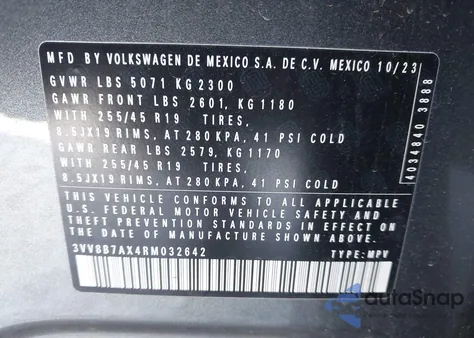 MFD BY VOLKSWAGEN DE MEXICO S.A. DE C.V. MEXICO 10/23
GVWR LBS 5071 KG 2300
GAWR FRONT LBS 2601, KG 1180
WITH 255/45 R19 TIRES,
8.5JX19 RIMS, AT 280 KPA, 41 PSI COLD
GAWR REAR LBS 2579, KG 1170
WITH 255/45 R19 TIRES,
8.5JX19 RIMS, AT 280 KPA, 41 PSI COLD
THIS VEHICLE CONFORMS TO ALL APPLICABLE
U.S. FEDERAL MOTOR VEHICLE SAFETY STANDARDS
IN EFFECT ON THE DATE OF
MANUFACTURE SHOWN ABOVE.
3VV8B7AX4RM032642 TYPE: MPV
4034840 3888
autoSnap